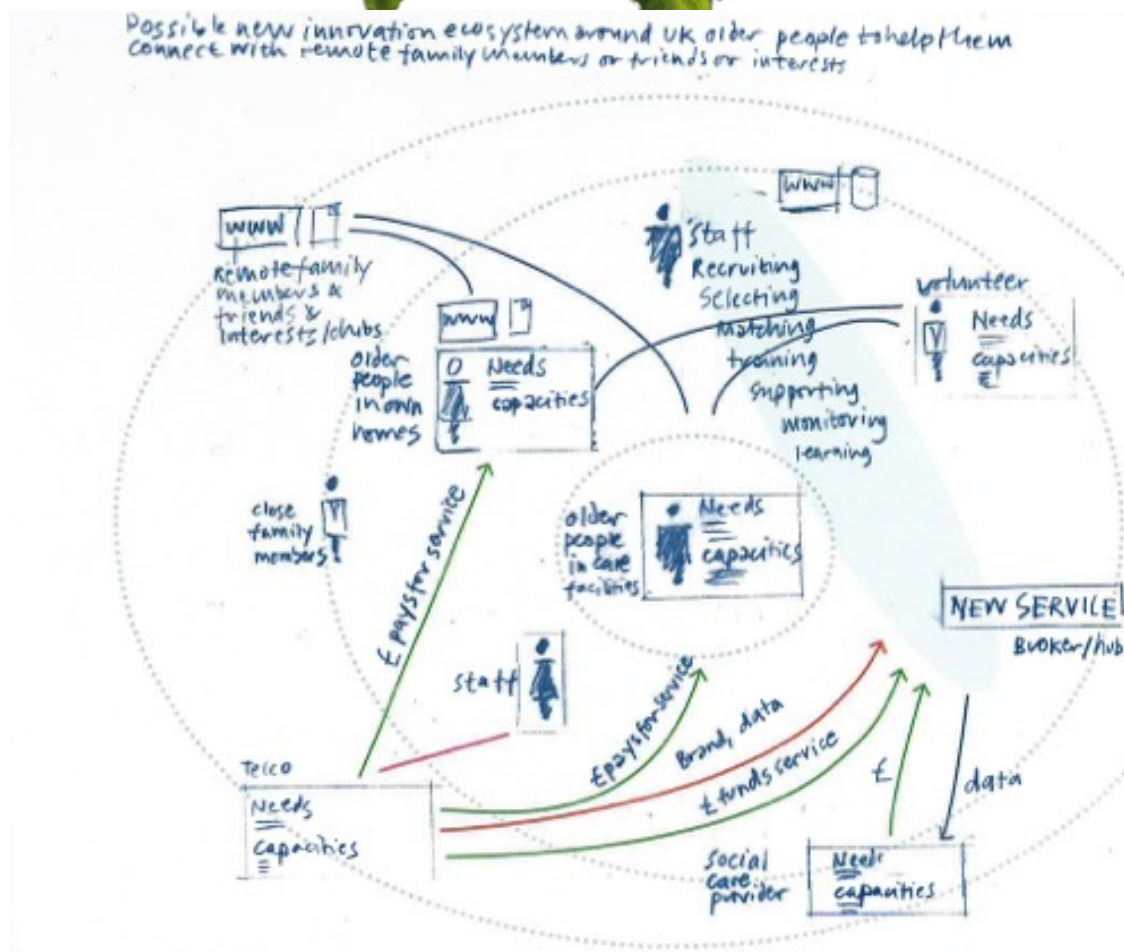 Possible new innovation ecosystem around UK older people to help them
connect with remote family members or friends or interests
www
Remote family
members &
friends &
interests/clubs
www
older
people
in own
homes
Needs
capacities
www
Staff
Recruiting
Selecting
Matching
training
supporting
monitoring
learning
volunteer
Needs
capacities
close
family
members
older
people
in care
facilities
Needs
capacities
NEW SERVICE
Broker/hub
£ pays for service
staff
£ pays for service
Brand, data
£ funds service
£
data
Telco
Needs
capacities
social
care
provider
Needs
capacities